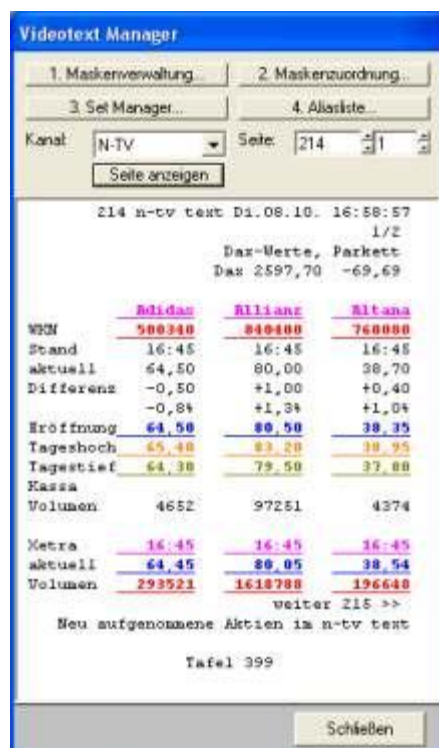 Videotext Manager
1. Maskenverwaltung... 2. Maskenzuordnung...
3. Set Manager... 4. Aliasliste...
Kanal: N-TV Seite: 214 1
Seite anzeigen
214 n-tv text Di.08.10. 16:58:57
1/2
Dax-Werte, Parkett
Dax 2597,70 -69,69
Adidas Allianz Altana
WKN 500340 840400 760080
Stand 16:45 16:45 16:45
aktuell 64,50 80,00 38,70
Differenz -0,50 +1,00 +0,40
-0,8% +1,3% +1,0%
Eröffnung 64,50 80,50 38,35
Tageshoch 65,40 83,20 38,95
Tagestief 64,30 79,50 37,80
Kassa
Volumen 4652 97251 4374
Xetra 16:45 16:45 16:45
aktuell 64,45 80,05 38,54
Volumen 293521 1618788 196640
weiter 215 >>
Neu aufgenommene Aktien im n-tv text
Tafel 399
Schließen